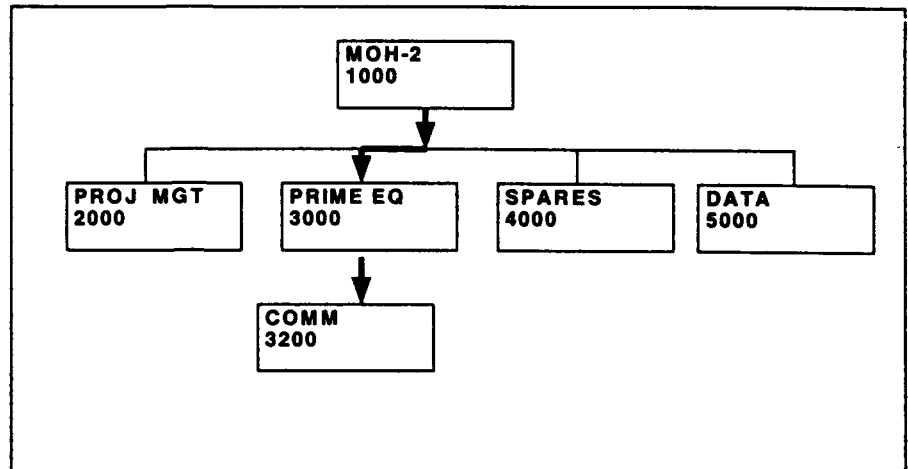 MOH-2
1000
PROJ MGT
2000
PRIME EQ
3000
SPARES
4000
DATA
5000
COMM
3200